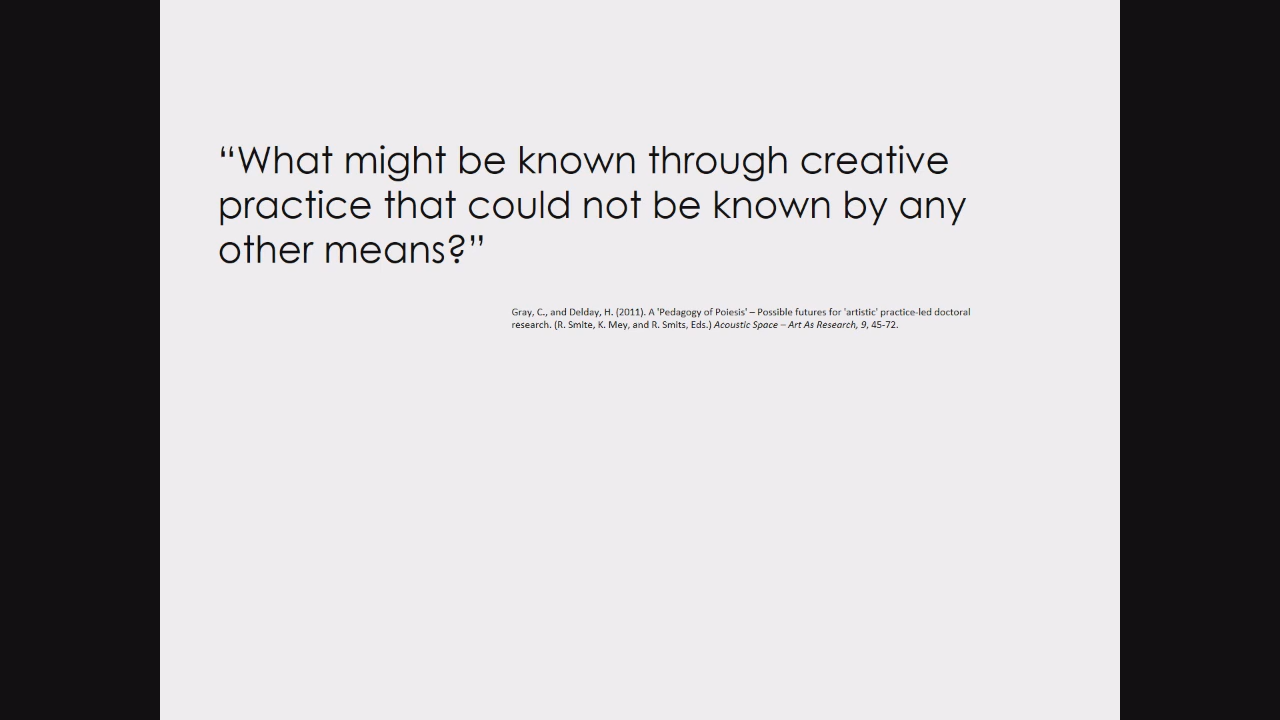 “What might be known through creative
practice that could not be known by any
other means?”
Gray, C., and Delday, H. (2011). A 'Pedagogy of Poiesis' – Possible futures for 'artistic' practice-led doctoral
research. (R. Smite, K. Mey, and R. Smits, Eds.) Acoustic Space – Art As Research, 9, 45-72.